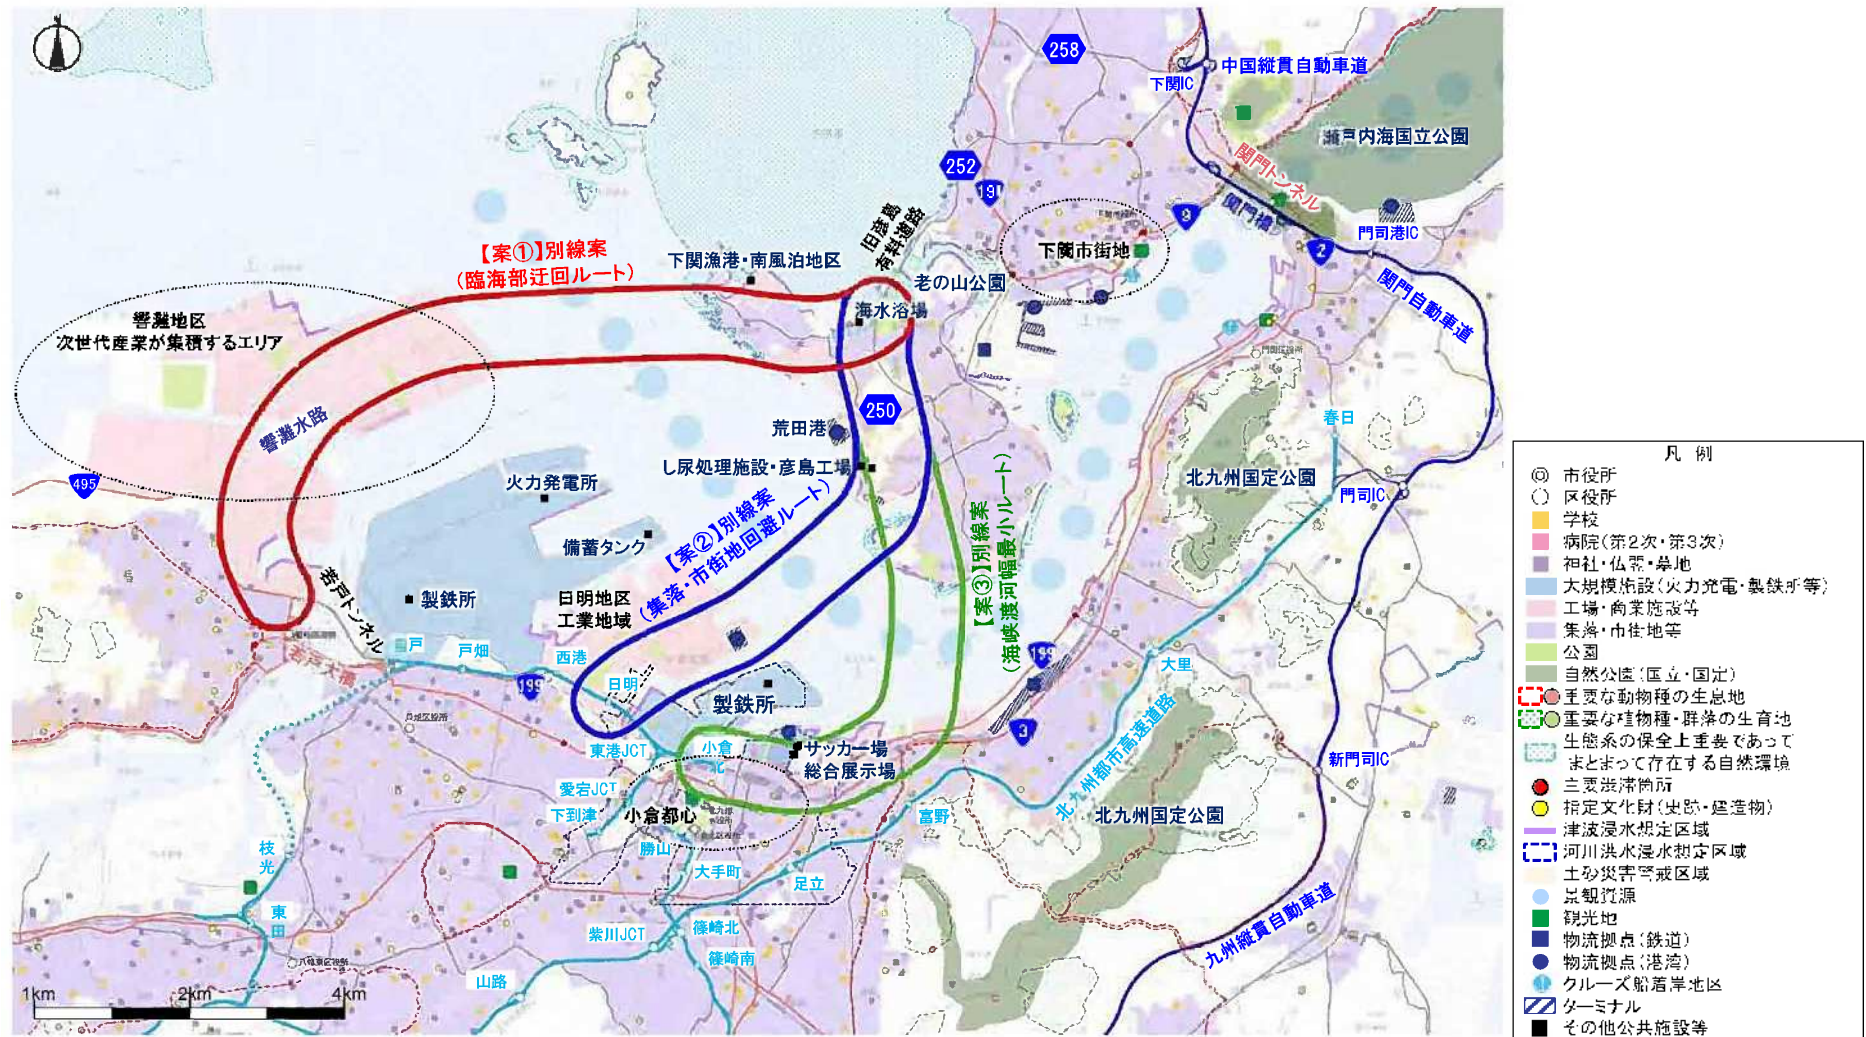 258
中国縦貫自動車道
下関IC
瀬戸内海国立公園
252
191
関門トンネル
9
関門橋
門司港IC
2
関門自動車道
旧彦島
有料道路
下関市街地
【案①】別線案
(臨海部迂回ルート)
下関漁港・南風泊地区
老の山公園
海水浴場
響灘地区
次世代産業が集積するエリア
響灘水路
250
荒田港
し尿処理施設・彦島工場
春日
北九州国定公園
門司IC
495
火力発電所
備蓄タンク
【案②】別線案
(集落・市街地回避ルート)
【案③】別線案
(海峡渡河幅最小ルート)
製鉄所
日明地区
工業地域
若戸トンネル
若戸大橋
戸
戸畑
西港
199
日明
製鉄所
199
大里
3
東港JCT
小倉
北
サッカー場
総合展示場
北九州都市高速道路
新門司IC
愛宕JCT
下到津
小倉都心
富野
北九州国定公園
勝山
大手町
足立
枝光
東田
紫川JCT
篠崎北
篠崎南
山路
九州縦貫自動車道
1km
2km
4km
凡例
市役所
区役所
学校
病院(第2次・第3次)
神社・仏閣・墓地
大規模施設(火力発電・製鉄所等)
工場・商業施設等
集落・市街地等
公園
自然公園(国立・国定)
重要な動物種の生息地
重要な植物種・群落の生育地
生態系の保全上重要であって
まとまって存在する自然環境
主要渋滞箇所
指定文化財(史跡・建造物)
津波浸水想定区域
河川洪水浸水想定区域
土砂災害警戒区域
景観資源
観光地
物流拠点(鉄道)
物流拠点(港湾)
クルーズ船着岸地区
ターミナル
その他公共施設等